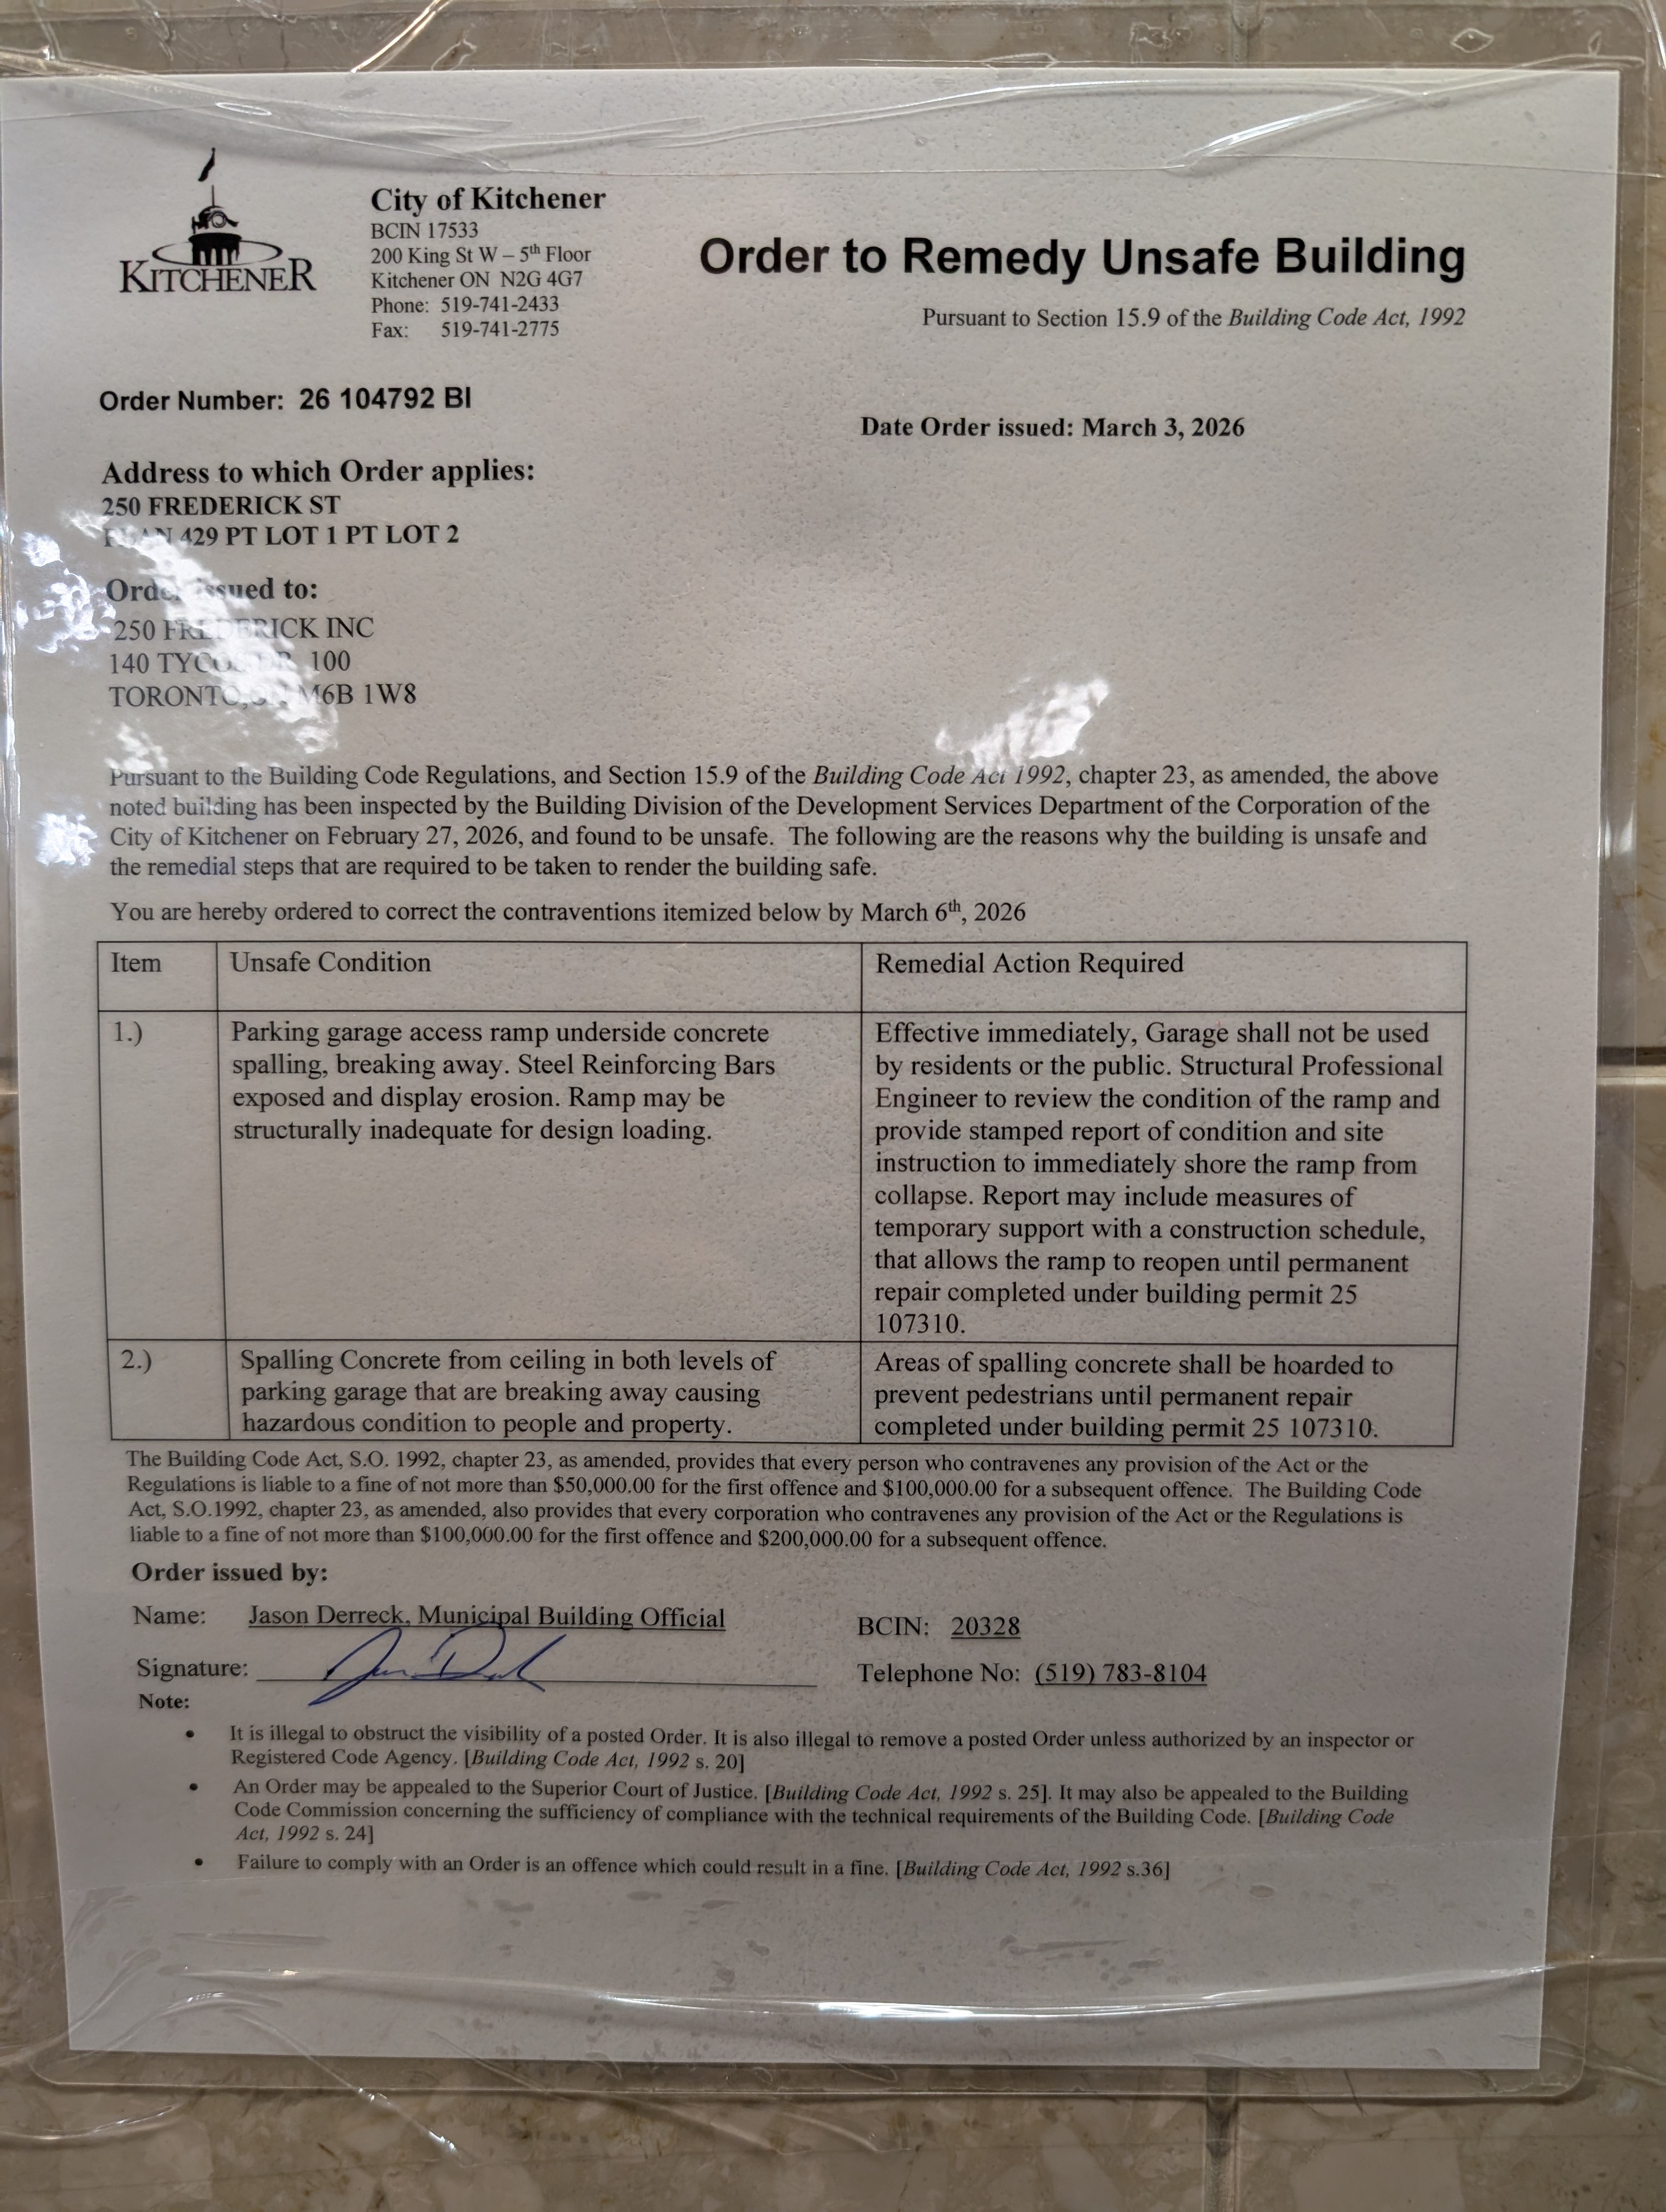 KITCHENER
City of Kitchener
BCIN 17533
200 King St W – 5th Floor
Kitchener ON N2G 4G7
Phone: 519-741-2433
Fax: 519-741-2775
Order to Remedy Unsafe Building
Pursuant to Section 15.9 of the Building Code Act, 1992
Order Number: 26 104792 BI
Date Order issued: March 3, 2026
Address to which Order applies:
250 FREDERICK ST
PLAN 429 PT LOT 1 PT LOT 2
Order issued to:
250 FREDERICK INC
140 100
TORONTO, M6B 1W8
Pursuant to the Building Code Regulations, and Section 15.9 of the Building Code Act 1992, chapter 23, as amended, the above
noted building has been inspected by the Building Division of the Development Services Department of the Corporation of the
City of Kitchener on February 27, 2026, and found to be unsafe. The following are the reasons why the building is unsafe and
the remedial steps that are required to be taken to render the building safe.
You are hereby ordered to correct the contraventions itemized below by March 6th, 2026
Item Unsafe Condition Remedial Action Required
1.) Parking garage access ramp underside concrete
spalling, breaking away. Steel Reinforcing Bars
exposed and display erosion. Ramp may be
structurally inadequate for design loading.
Effective immediately, Garage shall not be used
by residents or the public. Structural Professional
Engineer to review the condition of the ramp and
provide stamped report of condition and site
instruction to immediately shore the ramp from
collapse. Report may include measures of
temporary support with a construction schedule,
that allows the ramp to reopen until permanent
repair completed under building permit 25
107310.
2.) Spalling Concrete from ceiling in both levels of
parking garage that are breaking away causing
hazardous condition to people and property.
Areas of spalling concrete shall be hoarded to
prevent pedestrians until permanent repair
completed under building permit 25 107310.
The Building Code Act, S.O. 1992, chapter 23, as amended, provides that every person who contravenes any provision of the Act or the
Regulations is liable to a fine of not more than $50,000.00 for the first offence and $100,000.00 for a subsequent offence. The Building Code
Act, S.O.1992, chapter 23, as amended, also provides that every corporation who contravenes any provision of the Act or the Regulations is
liable to a fine of not more than $100,000.00 for the first offence and $200,000.00 for a subsequent offence.
Order issued by:
Name: Jason Derreck, Municipal Building Official
BCIN: 20328
Signature:
Telephone No: (519) 783-8104
Note:
• It is illegal to obstruct the visibility of a posted Order. It is also illegal to remove a posted Order unless authorized by an inspector or
Registered Code Agency. [Building Code Act, 1992 s. 20]
• An Order may be appealed to the Superior Court of Justice. [Building Code Act, 1992 s. 25]. It may also be appealed to the Building
Code Commission concerning the sufficiency of compliance with the technical requirements of the Building Code. [Building Code
Act, 1992 s. 24]
• Failure to comply with an Order is an offence which could result in a fine. [Building Code Act, 1992 s.36]